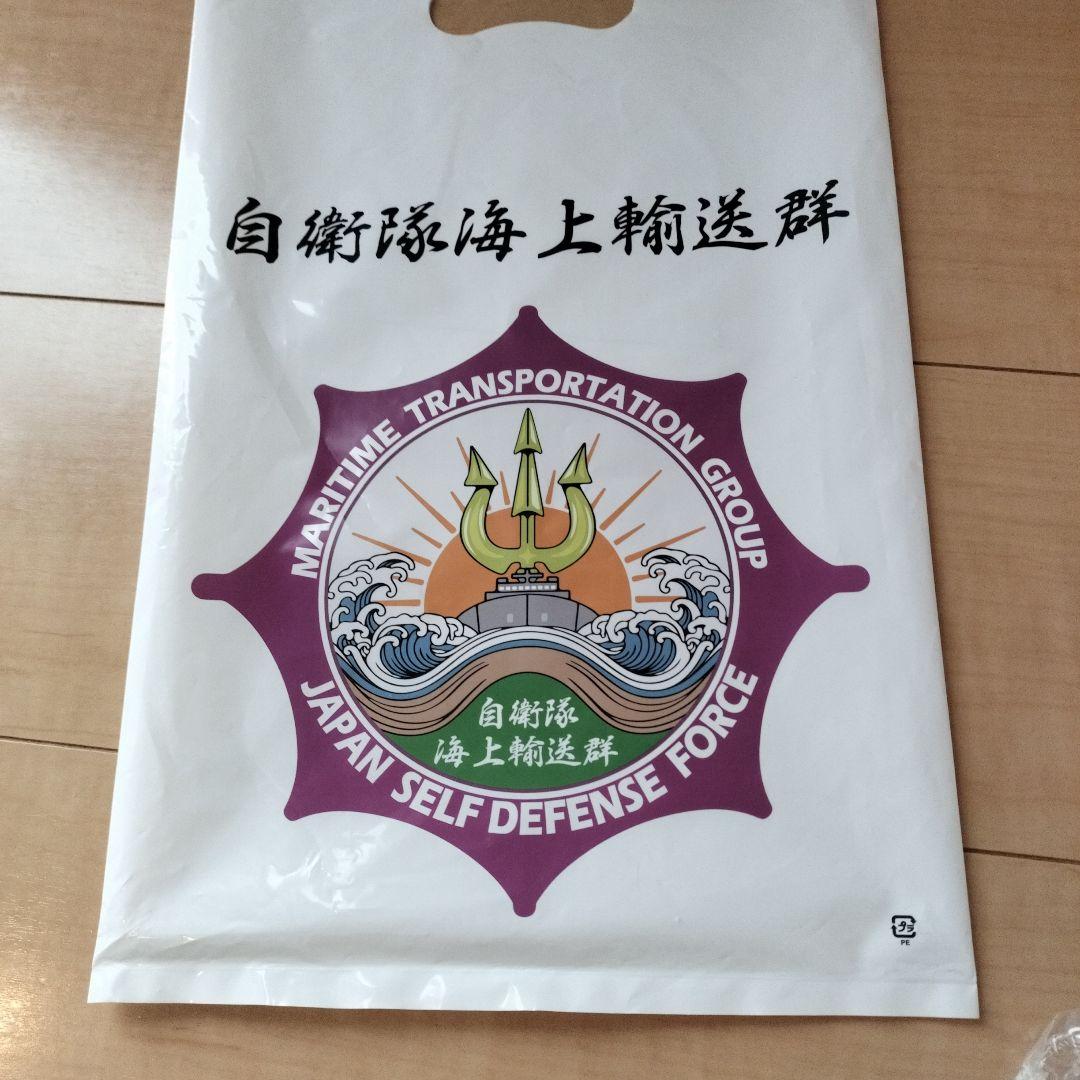 自衛隊海上輸送群
MARITIME TRANSPORTATION GROUP
自衛隊
海上輸送群
JAPAN SELF DEFENSE FORCE
プラ
PE